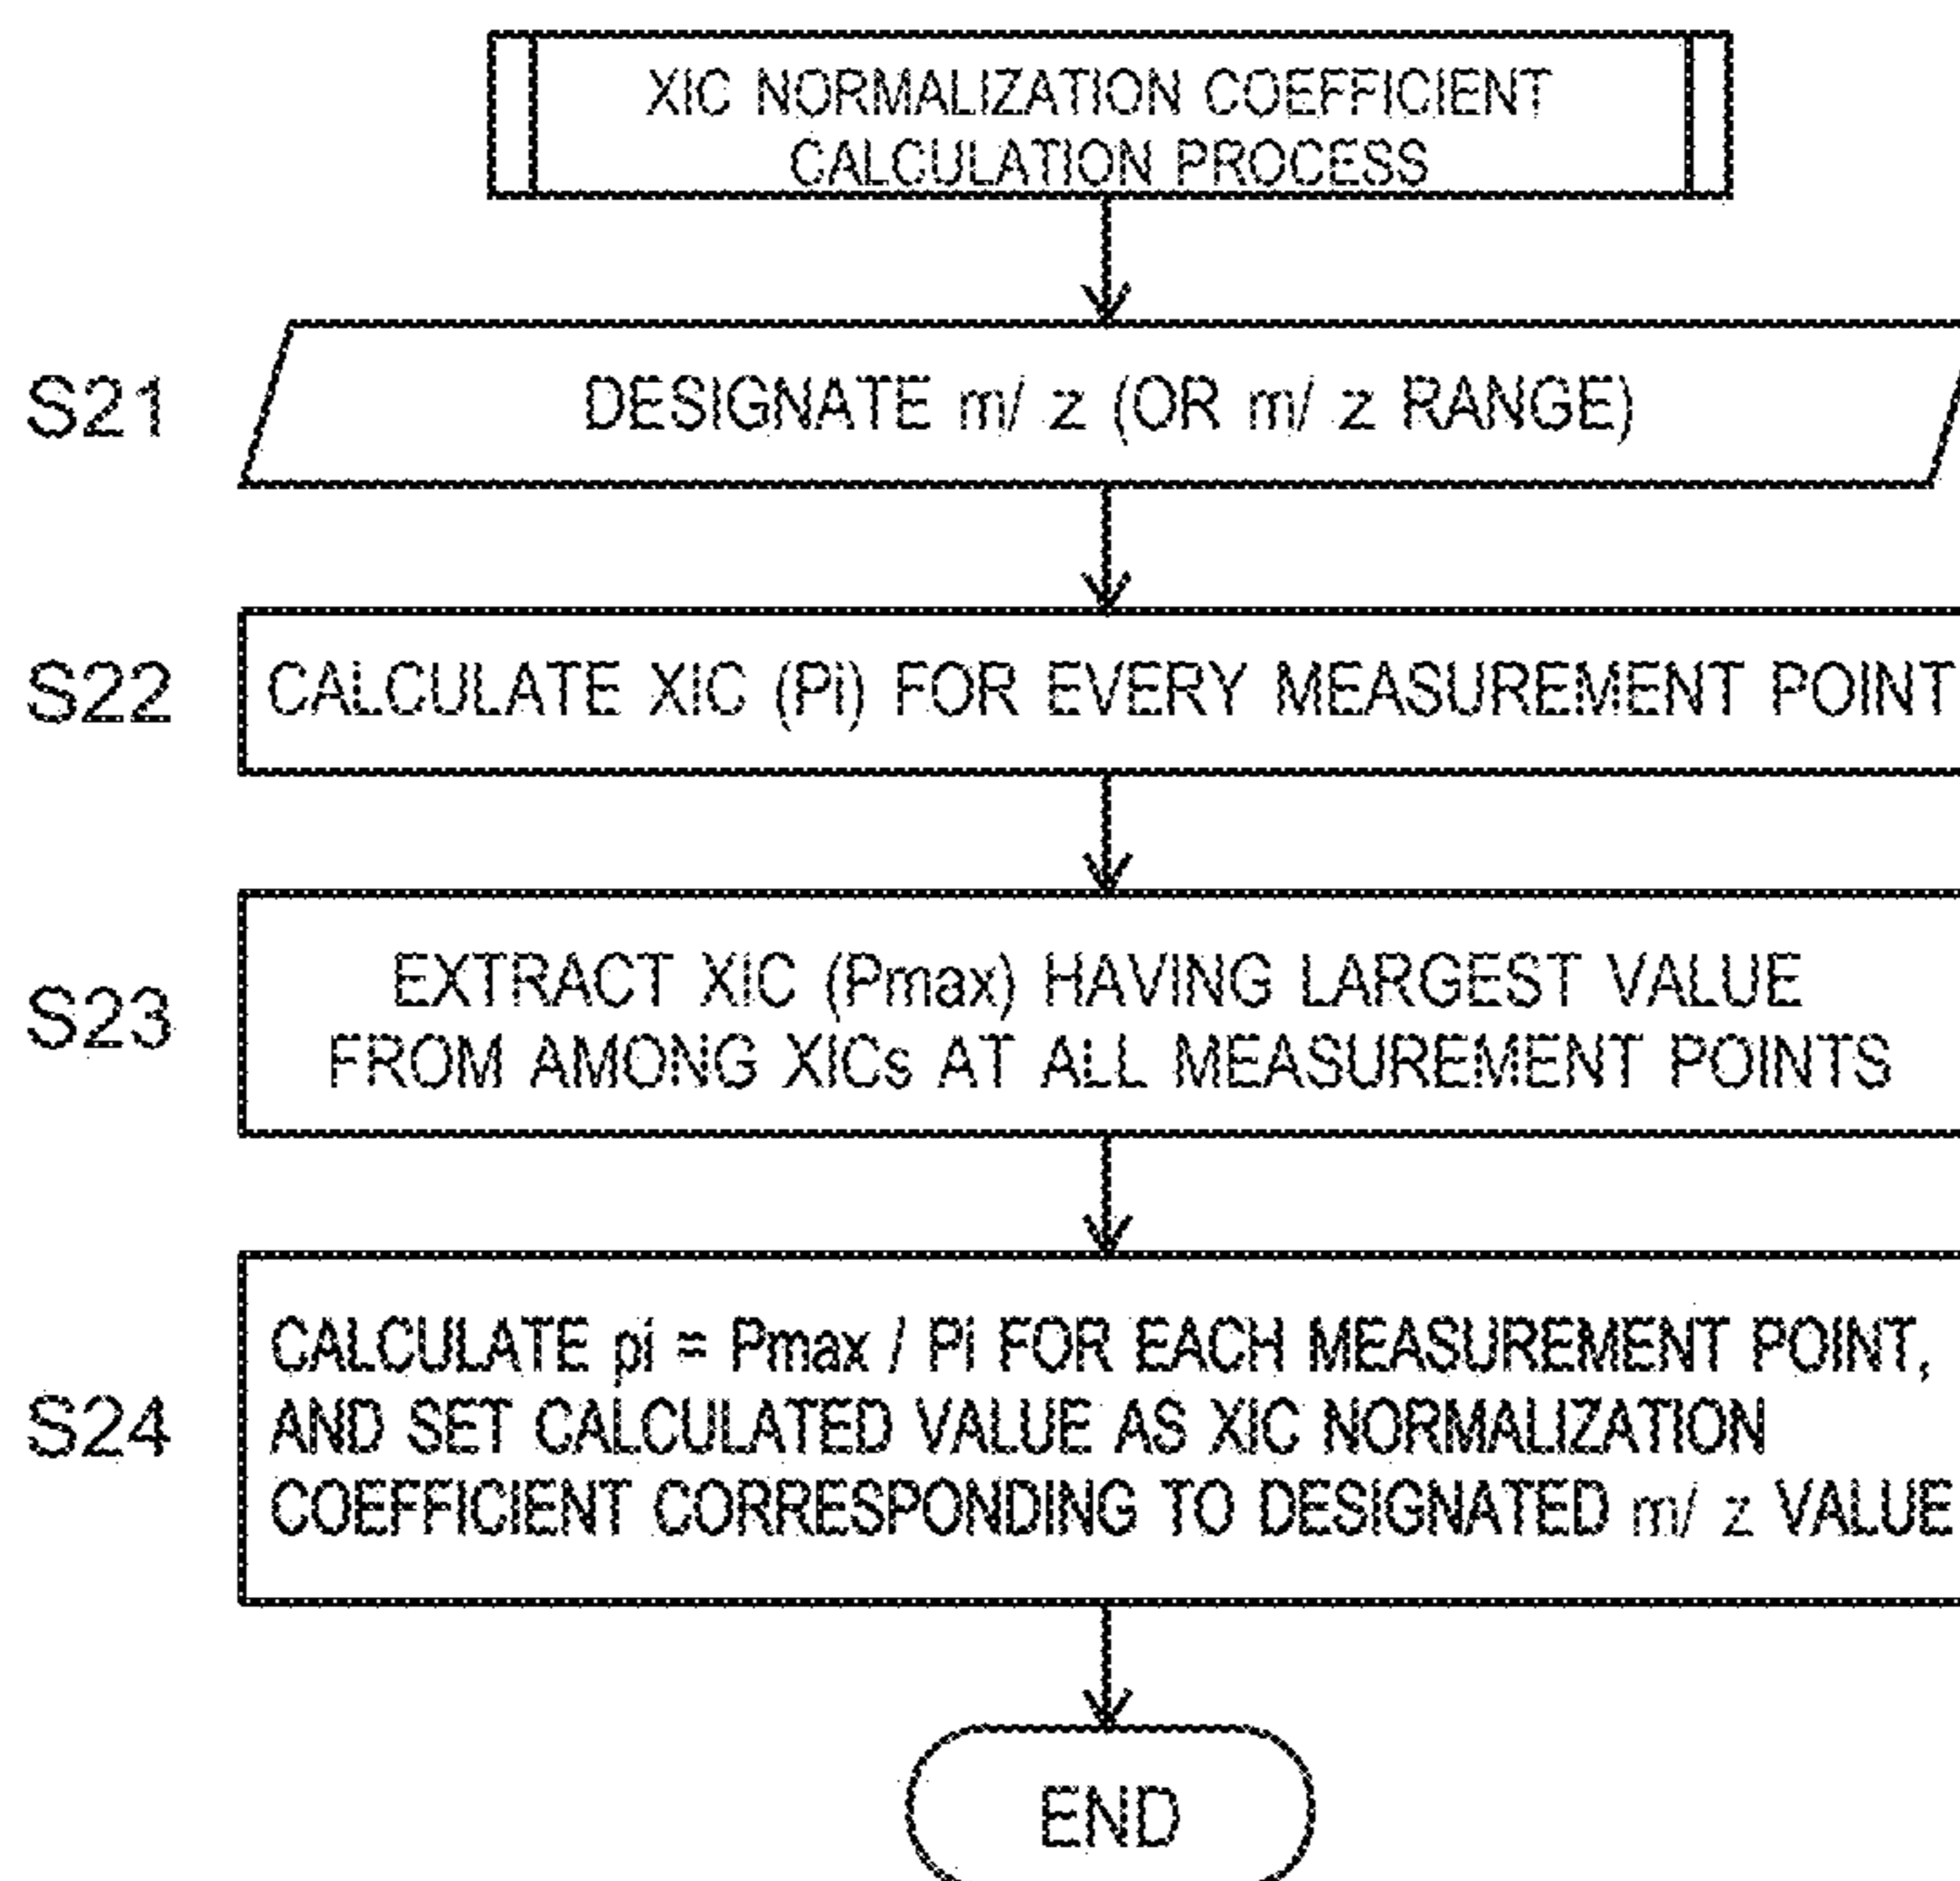 XIC NORMALIZATION COEFFICIENT
CALCULATION PROCESS
S21
DESIGNATE m/ z (OR m/ z RANGE)
S22
CALCULATE XIC (Pi) FOR EVERY MEASUREMENT POINT
S23
EXTRACT XIC (Pmax) HAVING LARGEST VALUE
FROM AMONG XICs AT ALL MEASUREMENT POINTS
S24
CALCULATE pi = Pmax / Pi FOR EACH MEASUREMENT POINT,
AND SET CALCULATED VALUE AS XIC NORMALIZATION
COEFFICIENT CORRESPONDING TO DESIGNATED m/ z VALUE
END